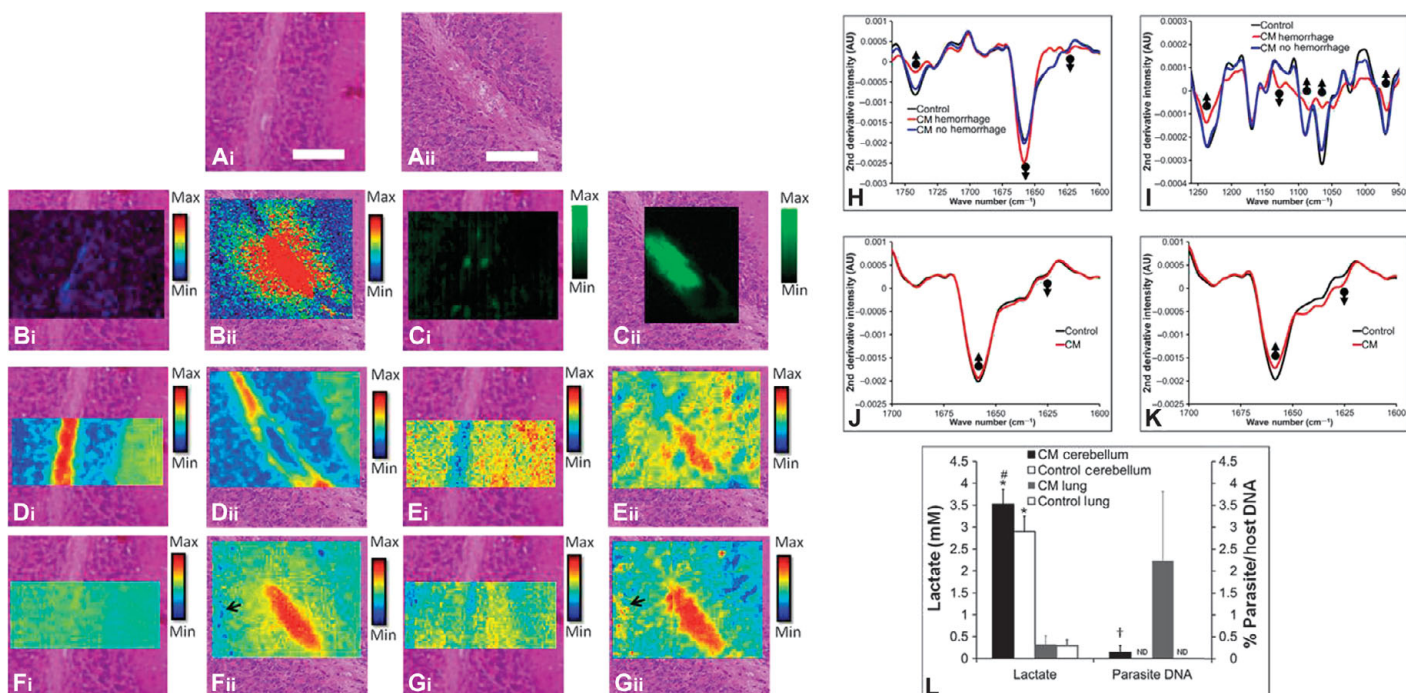 Ai
Aii
Max
Min
Bi
Max
Min
Bii
Max
Min
Ci
Max
Min
Cii
Max
Min
Di
Max
Min
Dii
Max
Min
Ei
Max
Min
Eii
Max
Min
Fi
Max
Min
Fii
Max
Min
Gi
Max
Min
Gii
2nd derivative intensity (AU)
0.001
0.0005
0
–0.0005
–0.001
–0.0015
–0.002
–0.0025
–0.003
Control
CM hemorrhage
CM no hemorrhage
1750 1700 1650 1600
Wave number (cm⁻¹)
H
2nd derivative intensity (AU)
0.0003
0.0002
0.0001
0
–0.0001
–0.0002
–0.0003
–0.0004
Control
CM hemorrhage
CM no hemorrhage
1250 1200 1150 1100 1050 1000 950
Wave number (cm⁻¹)
I
2nd derivative intensity (AU)
0.001
0.0005
0
–0.0005
–0.001
–0.0015
–0.002
–0.0025
Control
CM
1700 1675 1650 1625 1600
Wave number (cm⁻¹)
J
2nd derivative intensity (AU)
0.001
0.0005
0
–0.0005
–0.001
–0.0015
–0.002
–0.0025
Control
CM
1700 1675 1650 1625 1600
Wave number (cm⁻¹)
K
CM cerebellum
Control cerebellum
CM lung
Control lung
Lactate (mM)
4.5
4
3.5
3
2.5
2
1.5
1
0.5
0
#
*
*
†
ND
ND
Lactate
Parasite DNA
4.5
4
3.5
3
2.5
2
1.5
1
0.5
0
% Parasite/host DNA
L